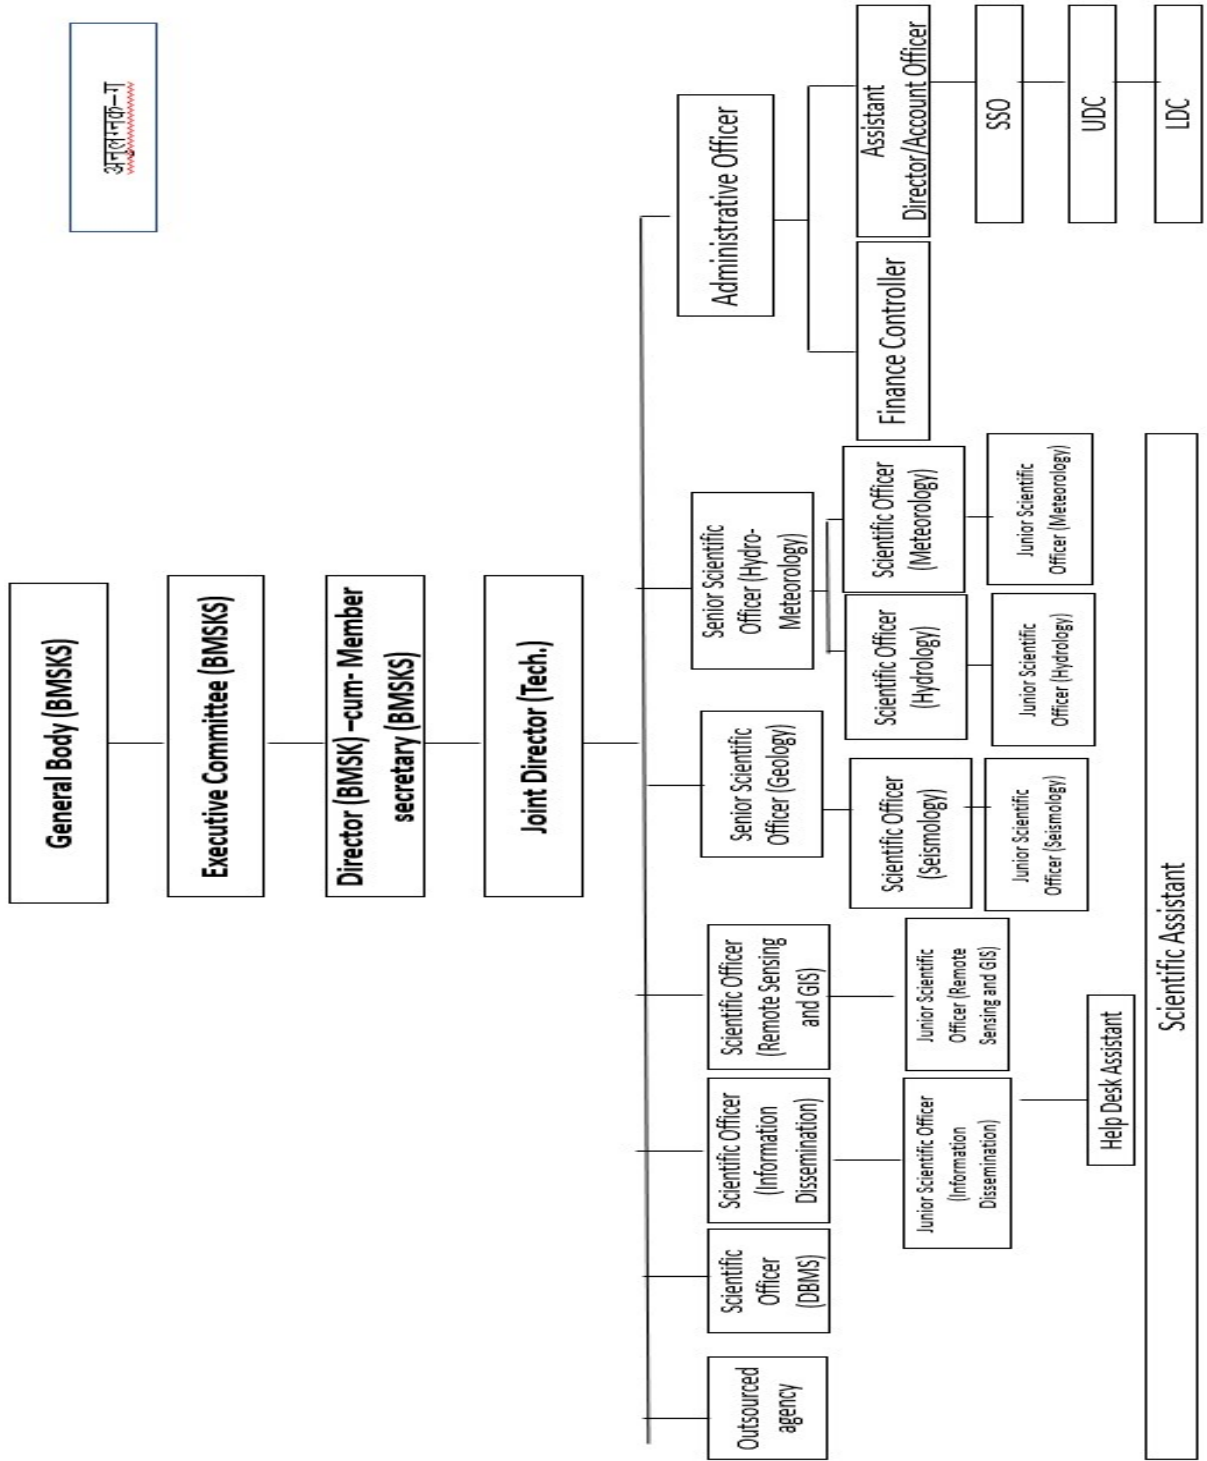 अनुलग्नक–ग
General Body (BMSKS)
Executive Committee (BMSKS)
Director (BMSK) –cum- Member
secretary (BMSKS)
Joint Director (Tech.)
Outsourced
agency
Scientific
Officer
(DBMS)
Scientific Officer
(Information
Dissemination)
Scientific Officer
(Remote Sensing
and GIS)
Senior Scientific
Officer (Geology)
Senior Scientific
Officer (Hydro-
Meteorology)
Administrative Officer
Junior Scientific Officer
(Information
Dissemination)
Junior Scientific
Officer (Remote
Sensing and GIS)
Scientific Officer
(Seismology)
Scientific Officer
(Hydrology)
Scientific Officer
(Meteorology)
Finance Controller
Assistant
Director/Account Officer
Junior Scientific
Officer (Seismology)
Junior Scientific
Officer (Hydrology)
Junior Scientific
Officer (Meteorology)
SSO
Help Desk Assistant
UDC
Scientific Assistant
LDC